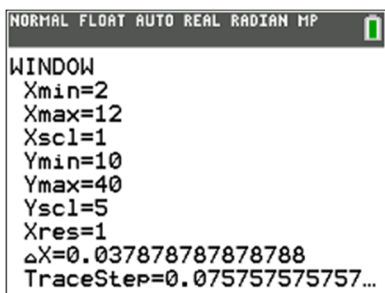 NORMAL FLOAT AUTO REAL RADIAN MP
WINDOW
Xmin=2
Xmax=12
Xscl=1
Ymin=10
Ymax=40
Yscl=5
Xres=1
△X=0.037878787878788
TraceStep=0.075757575757…